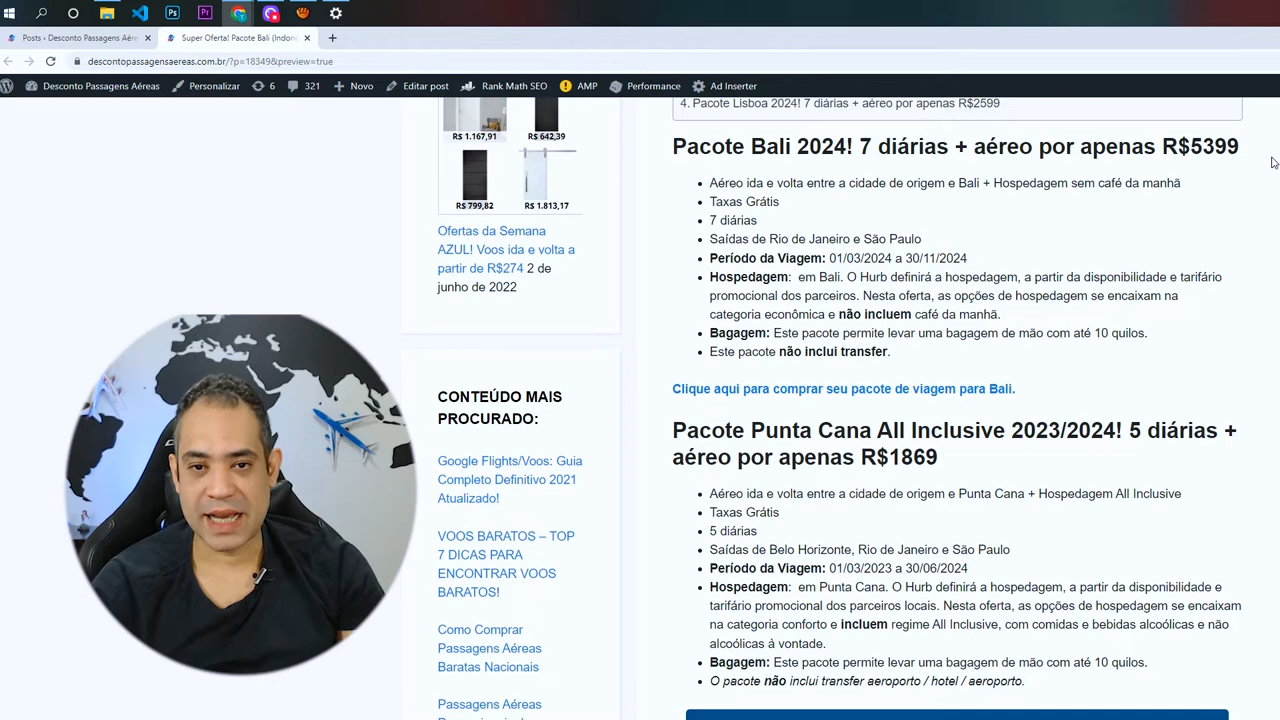 Posts ‹ Desconto Passagens Aére
Super Oferta! Pacote Bali (Indoné
descontopassagensaereas.com.br/?p=18349&preview=true
Desconto Passagens Aéreas
Personalizar
6
321
Novo
Editar post
Rank Math SEO
AMP
Performance
Ad Inserter
R$ 1.167,91
R$ 642,39
R$ 799,82
R$ 1.813,17
Ofertas da Semana
AZUL! Voos ida e volta a
partir de R$274 2 de
junho de 2022
CONTEÚDO MAIS
PROCURADO:
Google Flights/Voos: Guia
Completo Definitivo 2021
Atualizado!
VOOS BARATOS – TOP
7 DICAS PARA
ENCONTRAR VOOS
BARATOS!
Como Comprar
Passagens Aéreas
Baratas Nacionais
Passagens Aéreas
4. Pacote Lisboa 2024! 7 diárias + aéreo por apenas R$2599
Pacote Bali 2024! 7 diárias + aéreo por apenas R$5399
Aéreo ida e volta entre a cidade de origem e Bali + Hospedagem sem café da manhã
Taxas Grátis
7 diárias
Saídas de Rio de Janeiro e São Paulo
Período da Viagem: 01/03/2024 a 30/11/2024
Hospedagem: em Bali. O Hurb definirá a hospedagem, a partir da disponibilidade e tarifário
promocional dos parceiros. Nesta oferta, as opções de hospedagem se encaixam na
categoria econômica e não incluem café da manhã.
Bagagem: Este pacote permite levar uma bagagem de mão com até 10 quilos.
Este pacote não inclui transfer.
Clique aqui para comprar seu pacote de viagem para Bali.
Pacote Punta Cana All Inclusive 2023/2024! 5 diárias +
aéreo por apenas R$1869
Aéreo ida e volta entre a cidade de origem e Punta Cana + Hospedagem All Inclusive
Taxas Grátis
5 diárias
Saídas de Belo Horizonte, Rio de Janeiro e São Paulo
Período da Viagem: 01/03/2023 a 30/06/2024
Hospedagem: em Punta Cana. O Hurb definirá a hospedagem, a partir da disponibilidade e
tarifário promocional dos parceiros locais. Nesta oferta, as opções de hospedagem se encaixam
na categoria conforto e incluem regime All Inclusive, com comidas e bebidas alcoólicas e não
alcoólicas à vontade.
Bagagem: Este pacote permite levar uma bagagem de mão com até 10 quilos.
O pacote não inclui transfer aeroporto / hotel / aeroporto.